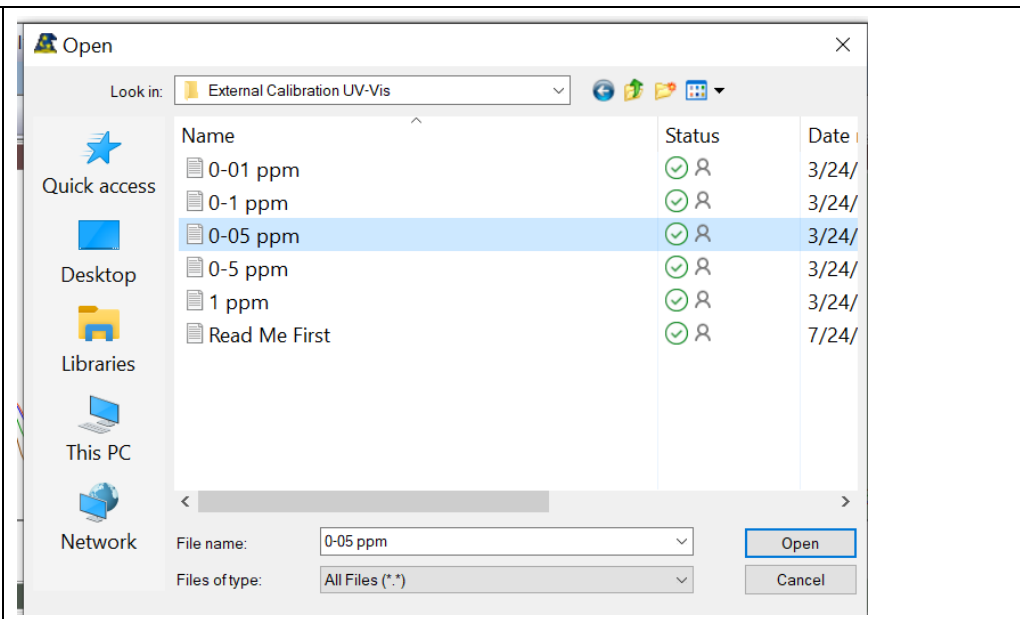 Open
Look in: External Calibration UV-Vis
Name Status Date
0-01 ppm 3/24/
Quick access
0-1 ppm 3/24/
0-05 ppm 3/24/
Desktop
0-5 ppm 3/24/
1 ppm 3/24/
Read Me First 7/24/
Libraries
This PC
Network
File name: 0-05 ppm Open
Files of type: All Files (*.*) Cancel